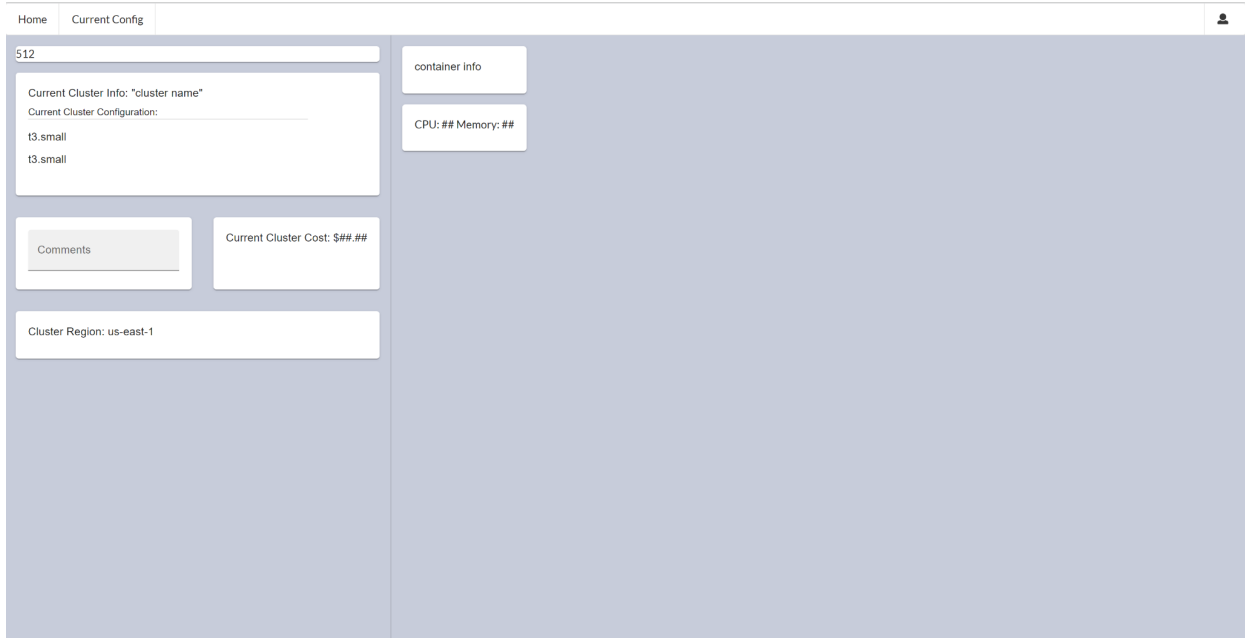 Home
Current Config
512
Current Cluster Info: "cluster name"
Current Cluster Configuration:
t3.small
t3.small
Comments
Current Cluster Cost: $##.##
Cluster Region: us-east-1
container info
CPU: ## Memory: ##